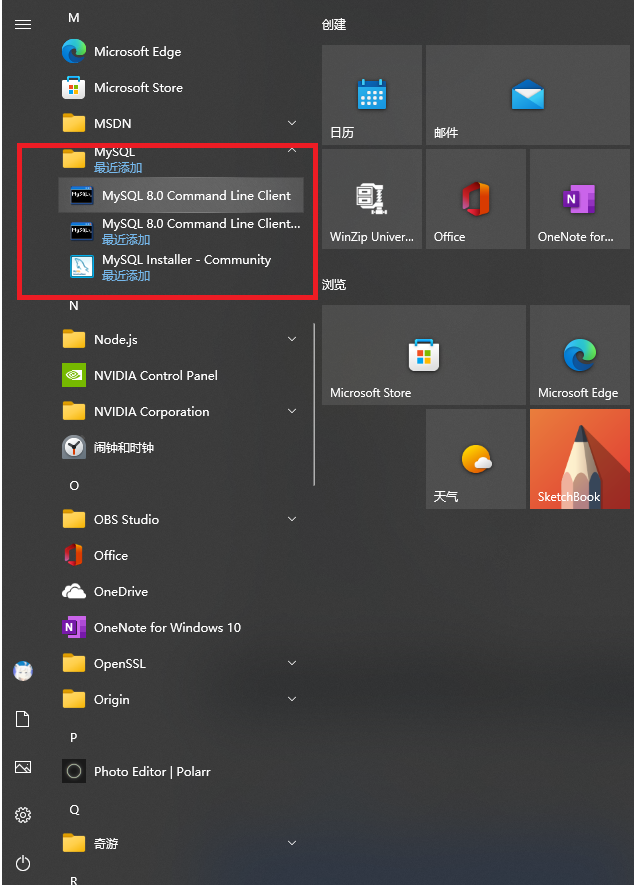 M
Microsoft Edge
Microsoft Store
MSDN
MySQL
最近添加
MySQL 8.0 Command Line Client
MySQL 8.0 Command Line Client...
最近添加
MySQL Installer - Community
最近添加
N
Node.js
NVIDIA Control Panel
NVIDIA Corporation
闹钟和时钟
O
OBS Studio
Office
OneDrive
OneNote for Windows 10
OpenSSL
Origin
P
Photo Editor | Polarr
Q
奇游
R
创建
日历
邮件
WinZip Univer...
Office
OneNote for...
浏览
Microsoft Store
Microsoft Edge
天气
SketchBook